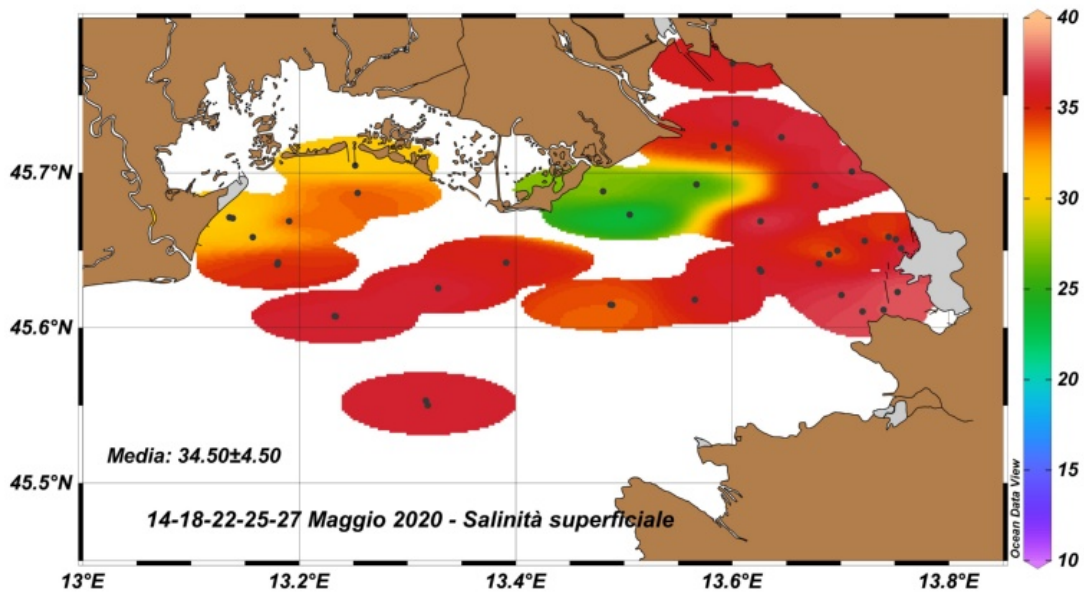 40
35
30
25
20
15
10
45.7°N
45.6°N
45.5°N
Media: 34.50±4.50
14-18-22-25-27 Maggio 2020 - Salinità superficiale
Ocean Data View
13°E
13.2°E
13.4°E
13.6°E
13.8°E